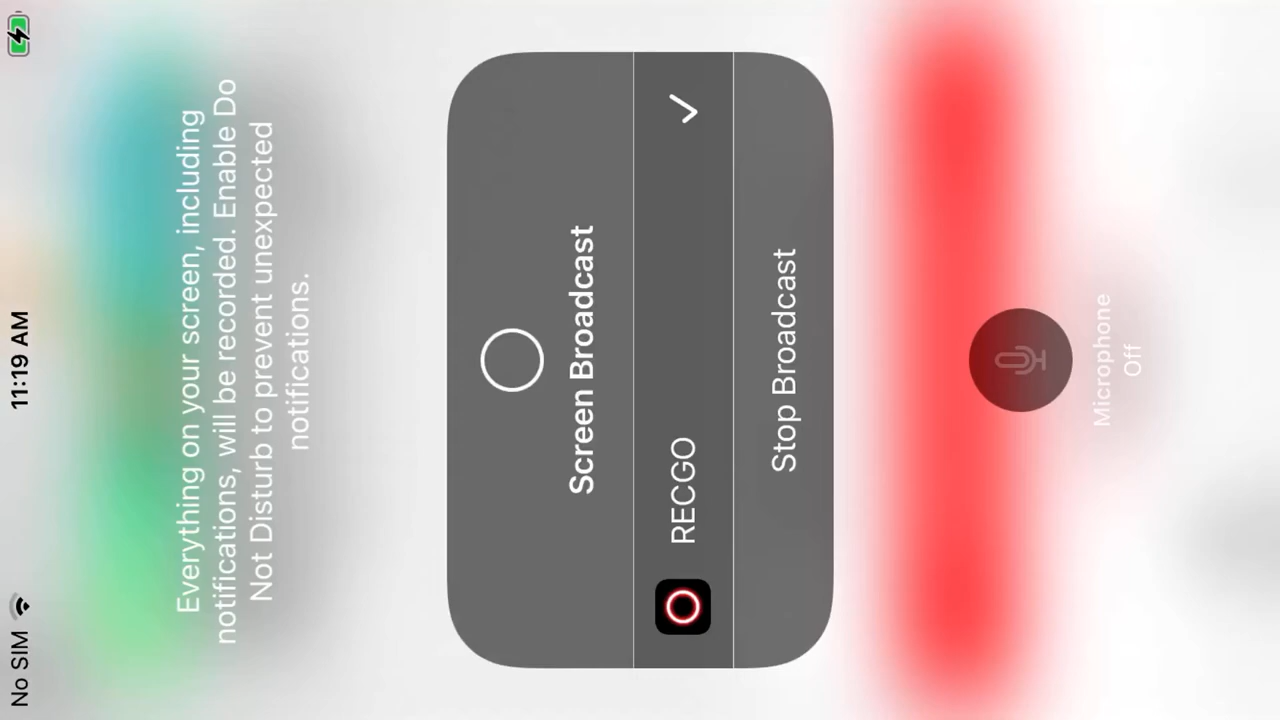 No SIM
11:19 AM
Everything on your screen, including
notifications, will be recorded. Enable Do
Not Disturb to prevent unexpected
notifications.
Screen Broadcast
RECGO
Stop Broadcast
Microphone
Off